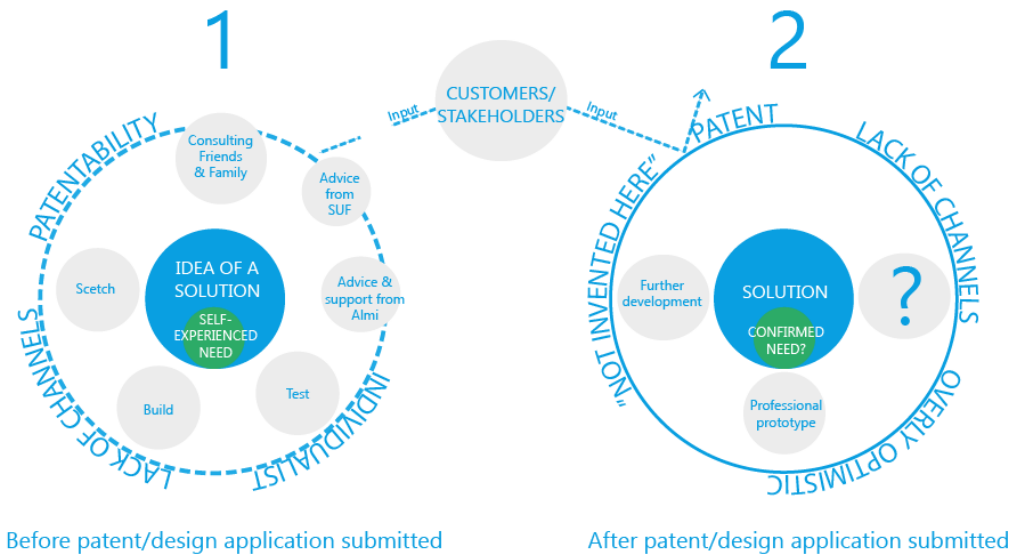 1
2
CUSTOMERS/
STAKEHOLDERS
Input
Input
PATENTABILITY
INDIVIDUALIST
LACK OF CHANNELS
Consulting
Friends
& Family
Advice
from
SUF
Advice &
support from
Almi
Test
Build
Scetch
IDEA OF A
SOLUTION
SELF-
EXPERIENCED
NEED
"NOT INVENTED HERE"
PATENT
LACK OF CHANNELS
OVERLY OPTIMISTIC
Further
development
SOLUTION
CONFIRMED
NEED?
?
Professional
prototype
Before patent/design application submitted
After patent/design application submitted